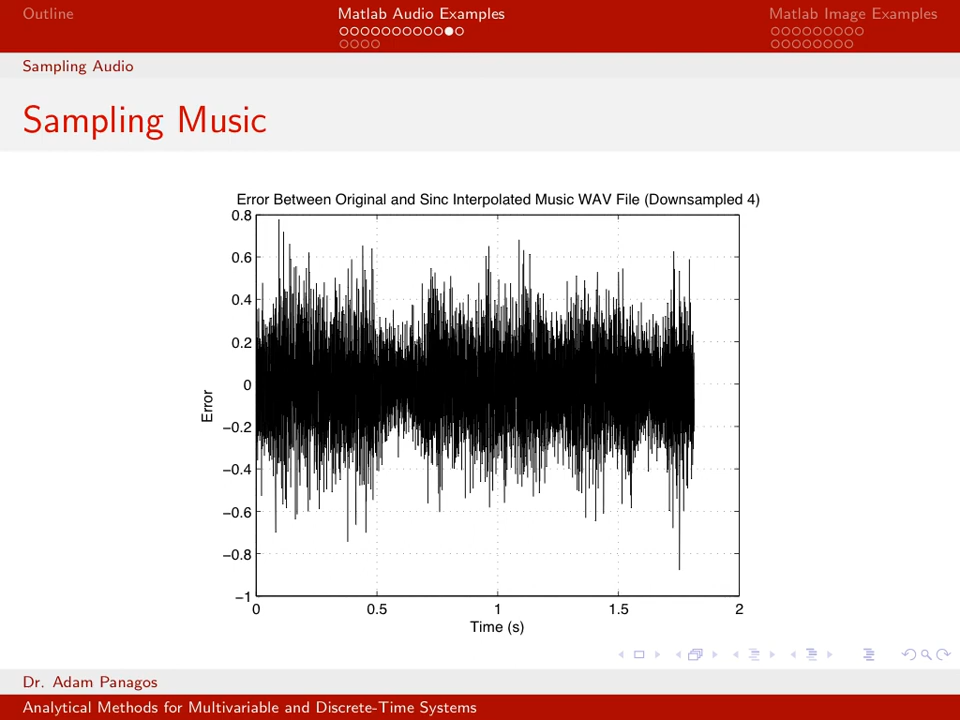 Outline
Matlab Audio Examples
Matlab Image Examples
Sampling Audio
Sampling Music
Error Between Original and Sinc Interpolated Music WAV File (Downsampled 4)
0.8
0.6
0.4
0.2
0
−0.2
−0.4
−0.6
−0.8
−1
Error
0 0.5 1 1.5 2
Time (s)
Dr. Adam Panagos
Analytical Methods for Multivariable and Discrete-Time Systems